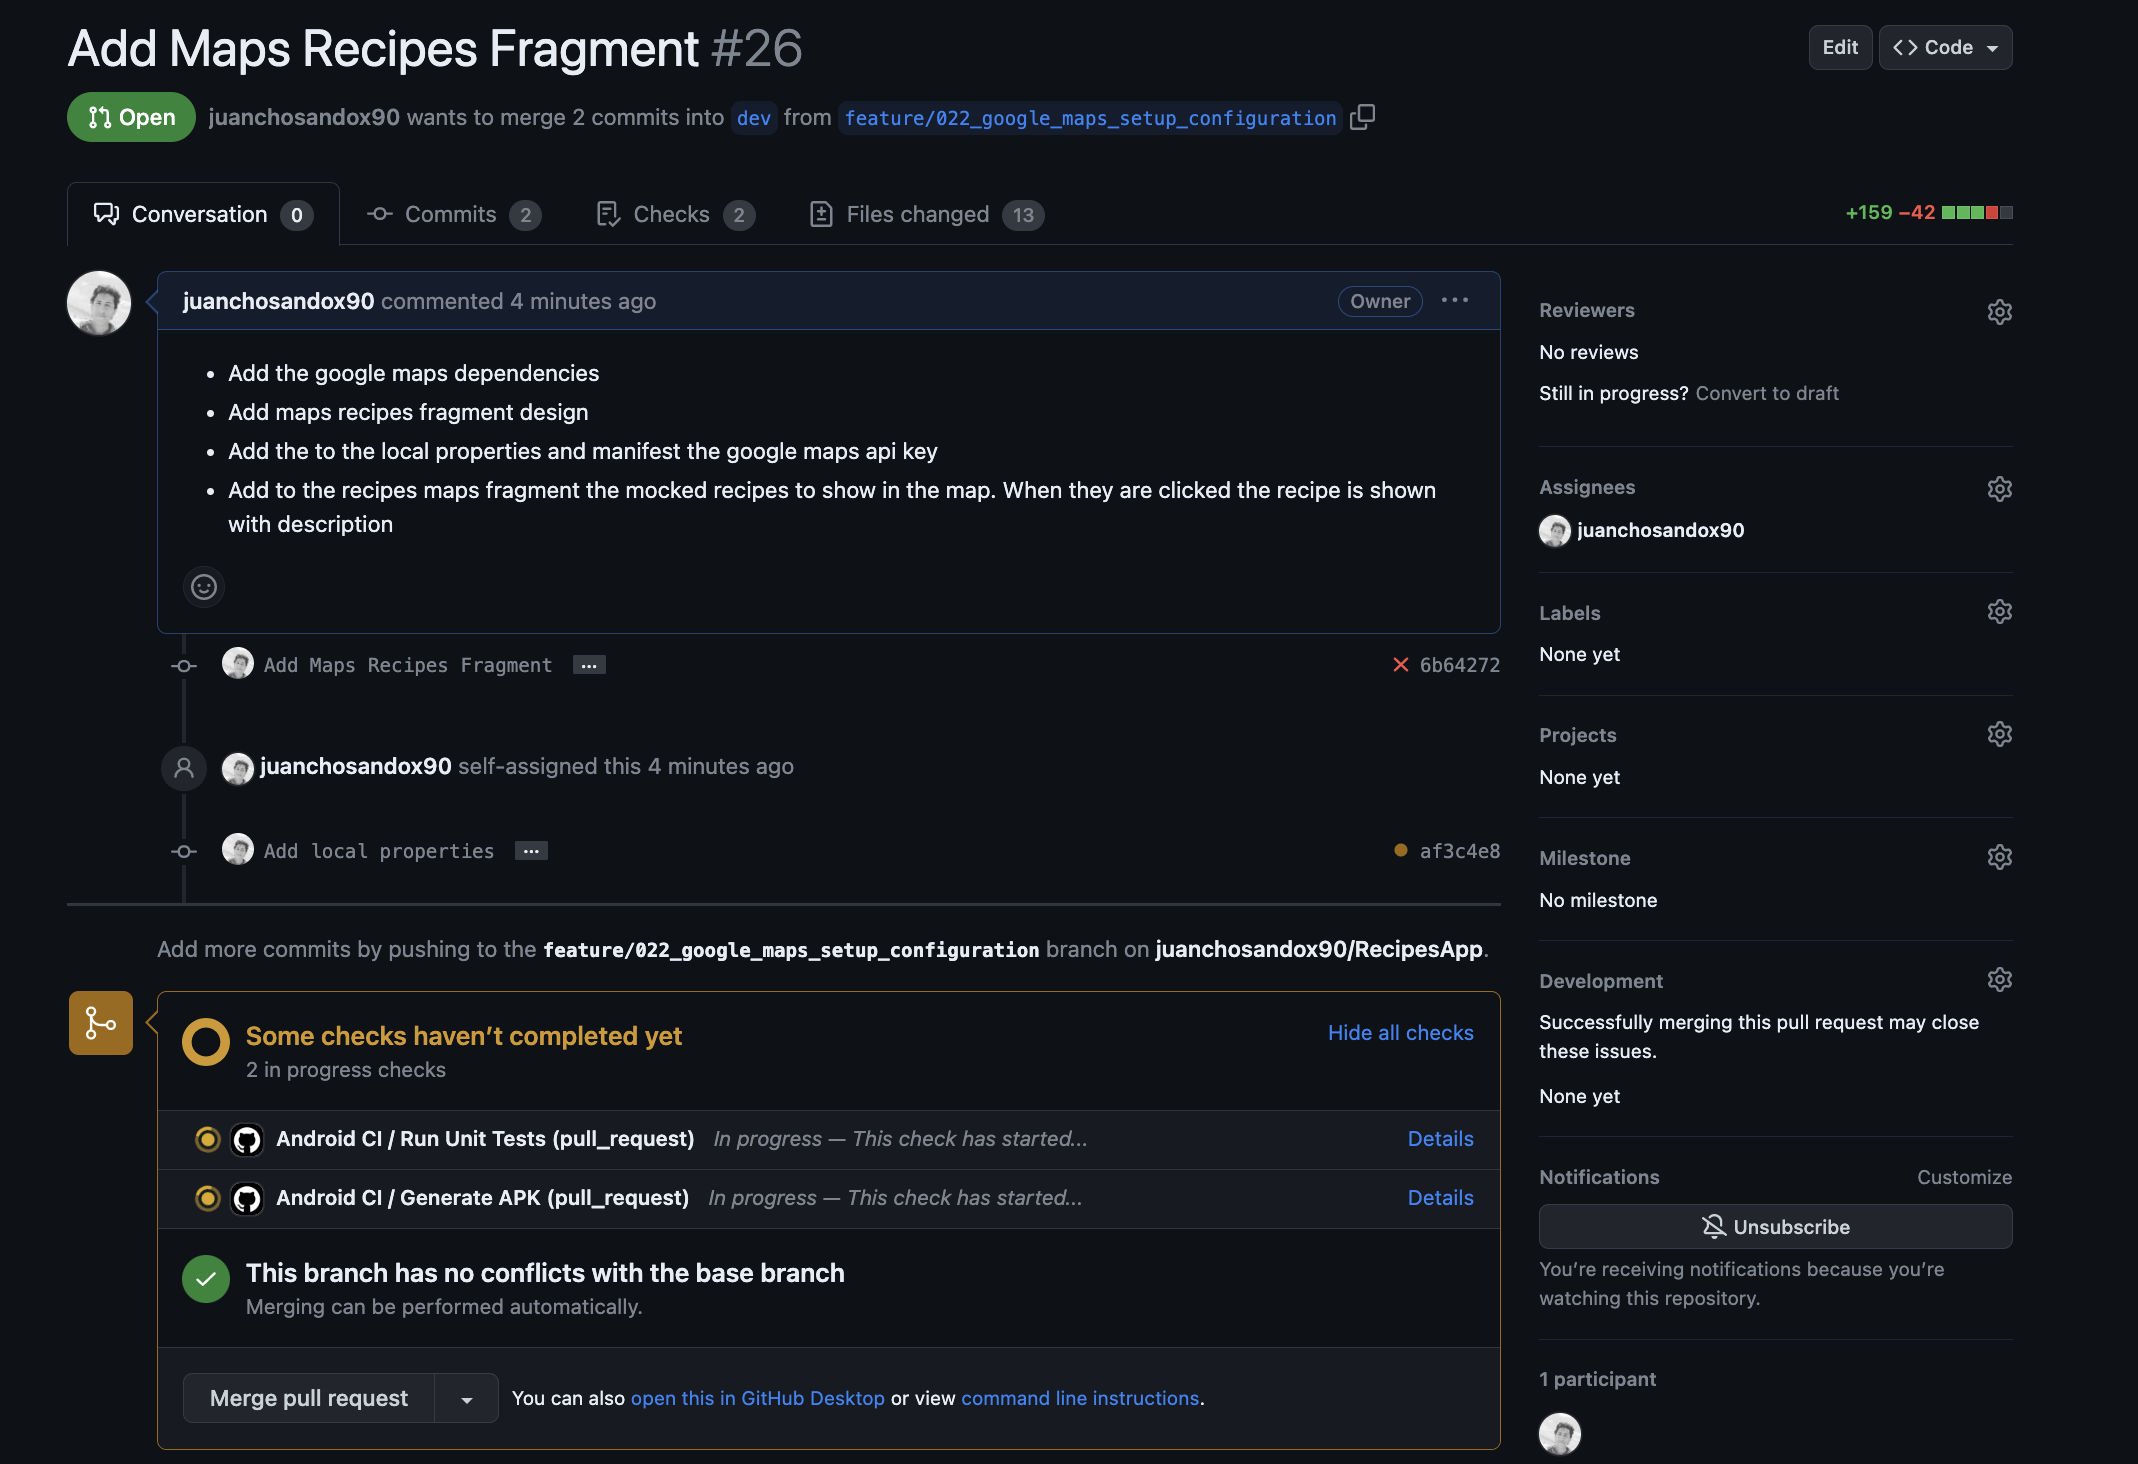 Add Maps Recipes Fragment #26
Edit
<> Code
Open
juanchosandox90 wants to merge 2 commits into dev from feature/022_google_maps_setup_configuration
Conversation 0
Commits 2
Checks 2
Files changed 13
+159 −42
juanchosandox90 commented 4 minutes ago
Owner
...
• Add the google maps dependencies
• Add maps recipes fragment design
• Add the to the local properties and manifest the google maps api key
• Add to the recipes maps fragment the mocked recipes to show in the map. When they are clicked the recipe is shown
with description
Add Maps Recipes Fragment ...
6b64272
juanchosandox90 self-assigned this 4 minutes ago
Add local properties ...
af3c4e8
Add more commits by pushing to the feature/022_google_maps_setup_configuration branch on juanchosandox90/RecipesApp.
Some checks haven’t completed yet
Hide all checks
2 in progress checks
Android CI / Run Unit Tests (pull_request) In progress — This check has started...
Details
Android CI / Generate APK (pull_request) In progress — This check has started...
Details
This branch has no conflicts with the base branch
Merging can be performed automatically.
Merge pull request
You can also open this in GitHub Desktop or view command line instructions.
Reviewers
No reviews
Still in progress? Convert to draft
Assignees
juanchosandox90
Labels
None yet
Projects
None yet
Milestone
No milestone
Development
Successfully merging this pull request may close
these issues.
None yet
Notifications
Customize
Unsubscribe
You’re receiving notifications because you’re
watching this repository.
1 participant